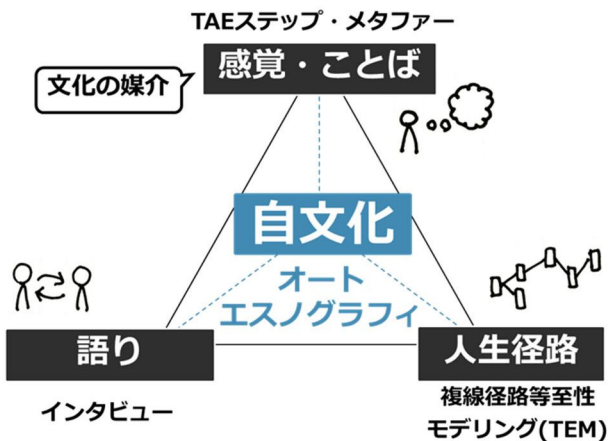 TAEステップ・メタファー
感覚・ことば
文化の媒介
自文化
オート
エスノグラフィ
語り
人生径路
インタビュー
複線径路等至性
モデリング(TEM)